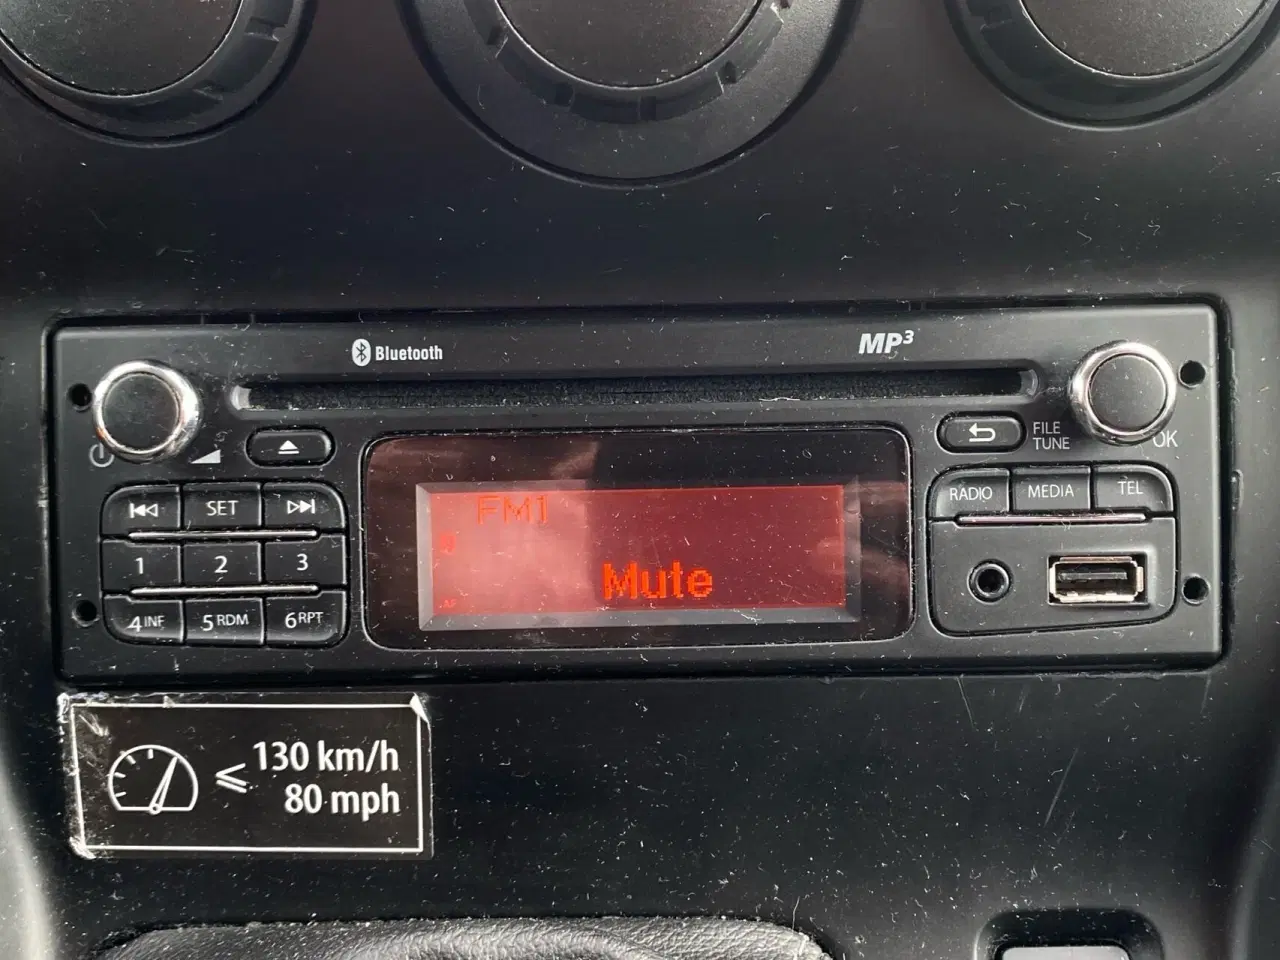 Bluetooth
MP3
FILE
TUNE
OK
SET
RADIO
MEDIA
TEL
FM1
1
2
3
Mute
AF
4 INF
5 RDM
6 RPT
≤ 130 km/h
80 mph